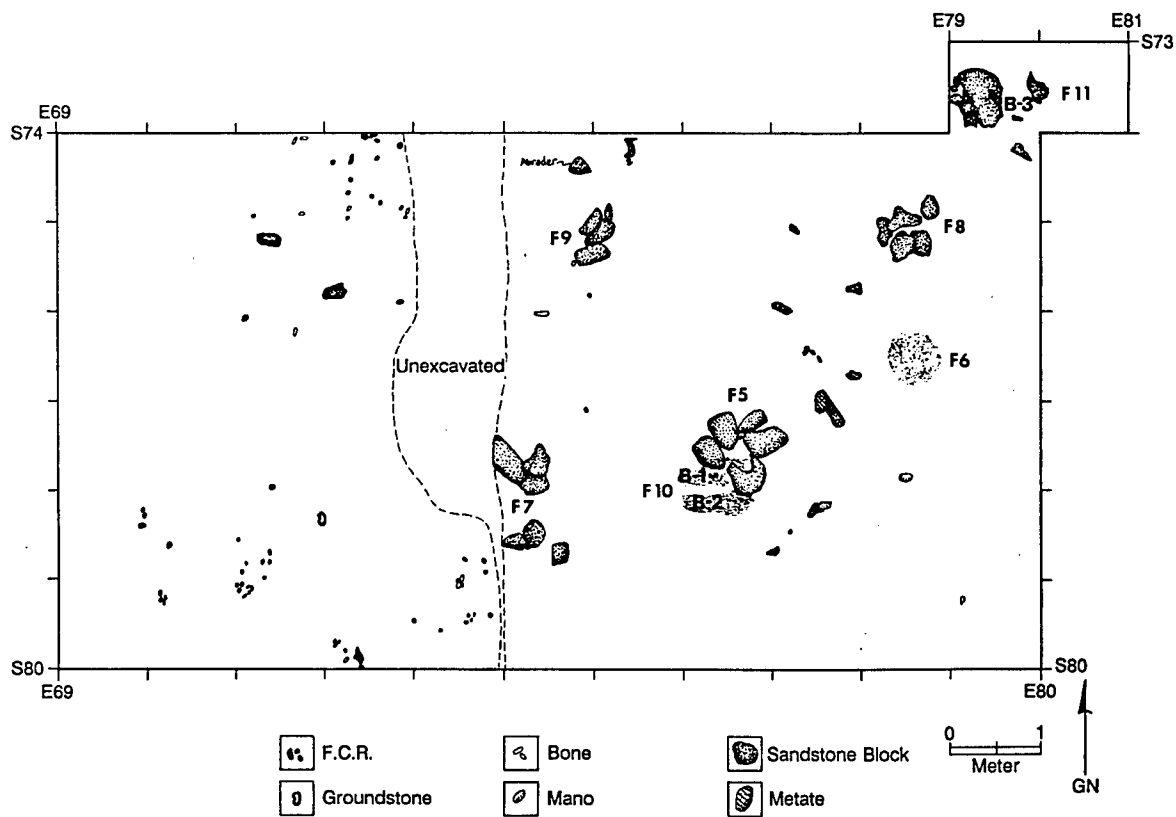 E79 E81
S73
B-3 F11
E69
S74
F9
F8
Unexcavated
F6
F5
B-1
F10
B-2
F7
S80 S80
E69 E80
0 1
Meter
GN
F.C.R. Bone Sandstone Block
Groundstone Mano Metate